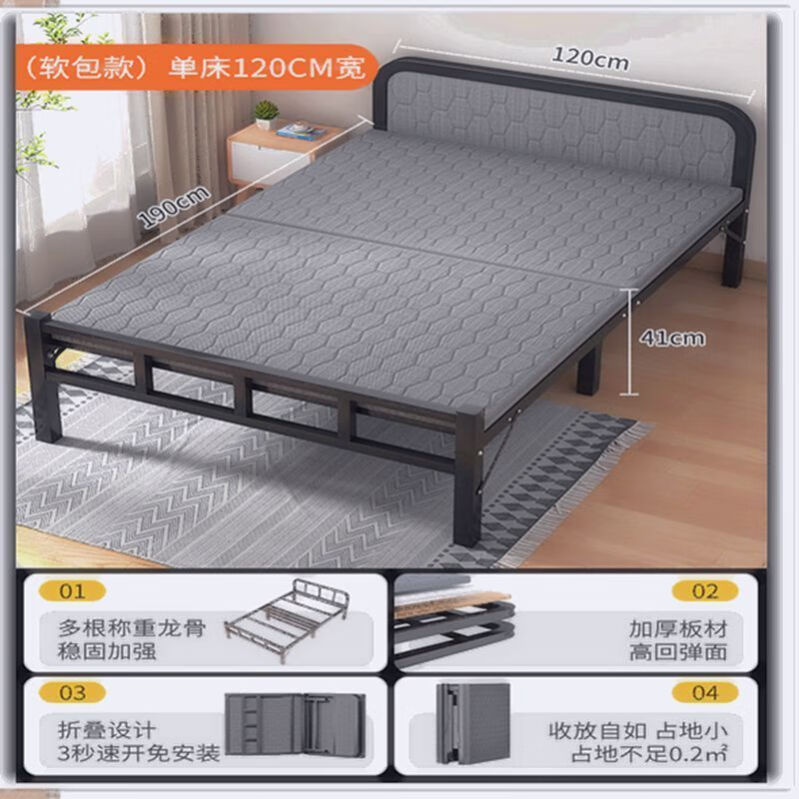 （软包款）单床120CM宽
120cm
190cm
41cm
01
多根称重龙骨
稳固加强
02
加厚板材
高回弹面
03
折叠设计
3秒速开免安装
04
收放自如 占地小
占地不足0.2㎡